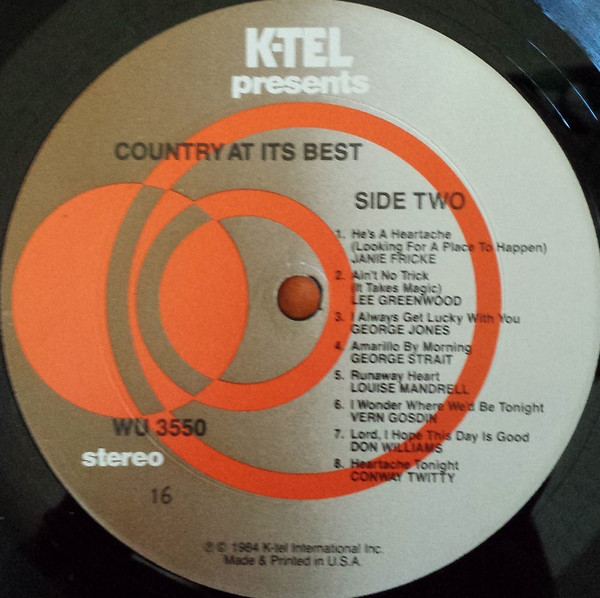 K-TEL
presents
COUNTRY AT ITS BEST
SIDE TWO
1. He's A Heartache
(Looking For A Place To Happen)
JANIE FRICKE
2. Ain't No Trick
(It Takes Magic)
LEE GREENWOOD
3. I Always Get Lucky With You
GEORGE JONES
4. Amarillo By Morning
GEORGE STRAIT
5. Runaway Heart
LOUISE MANDRELL
6. I Wonder Where We'd Be Tonight
VERN GOSDIN
7. Lord, I Hope This Day Is Good
DON WILLIAMS
8. Heartache Tonight
CONWAY TWITTY
WU 3550
stereo
16
℗ © 1984 K-tel International Inc.
Made & Printed in U.S.A.